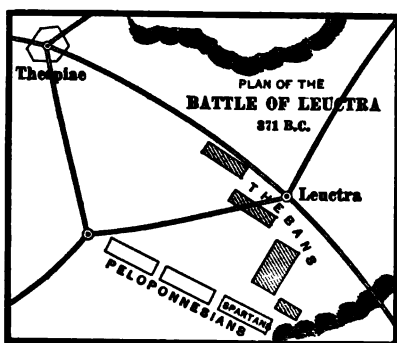 Thespiae
PLAN OF THE
BATTLE OF LEUCTRA
371 B.C.
Leuctra
THEBANS
PELOPONNESIANS
SPARTANS